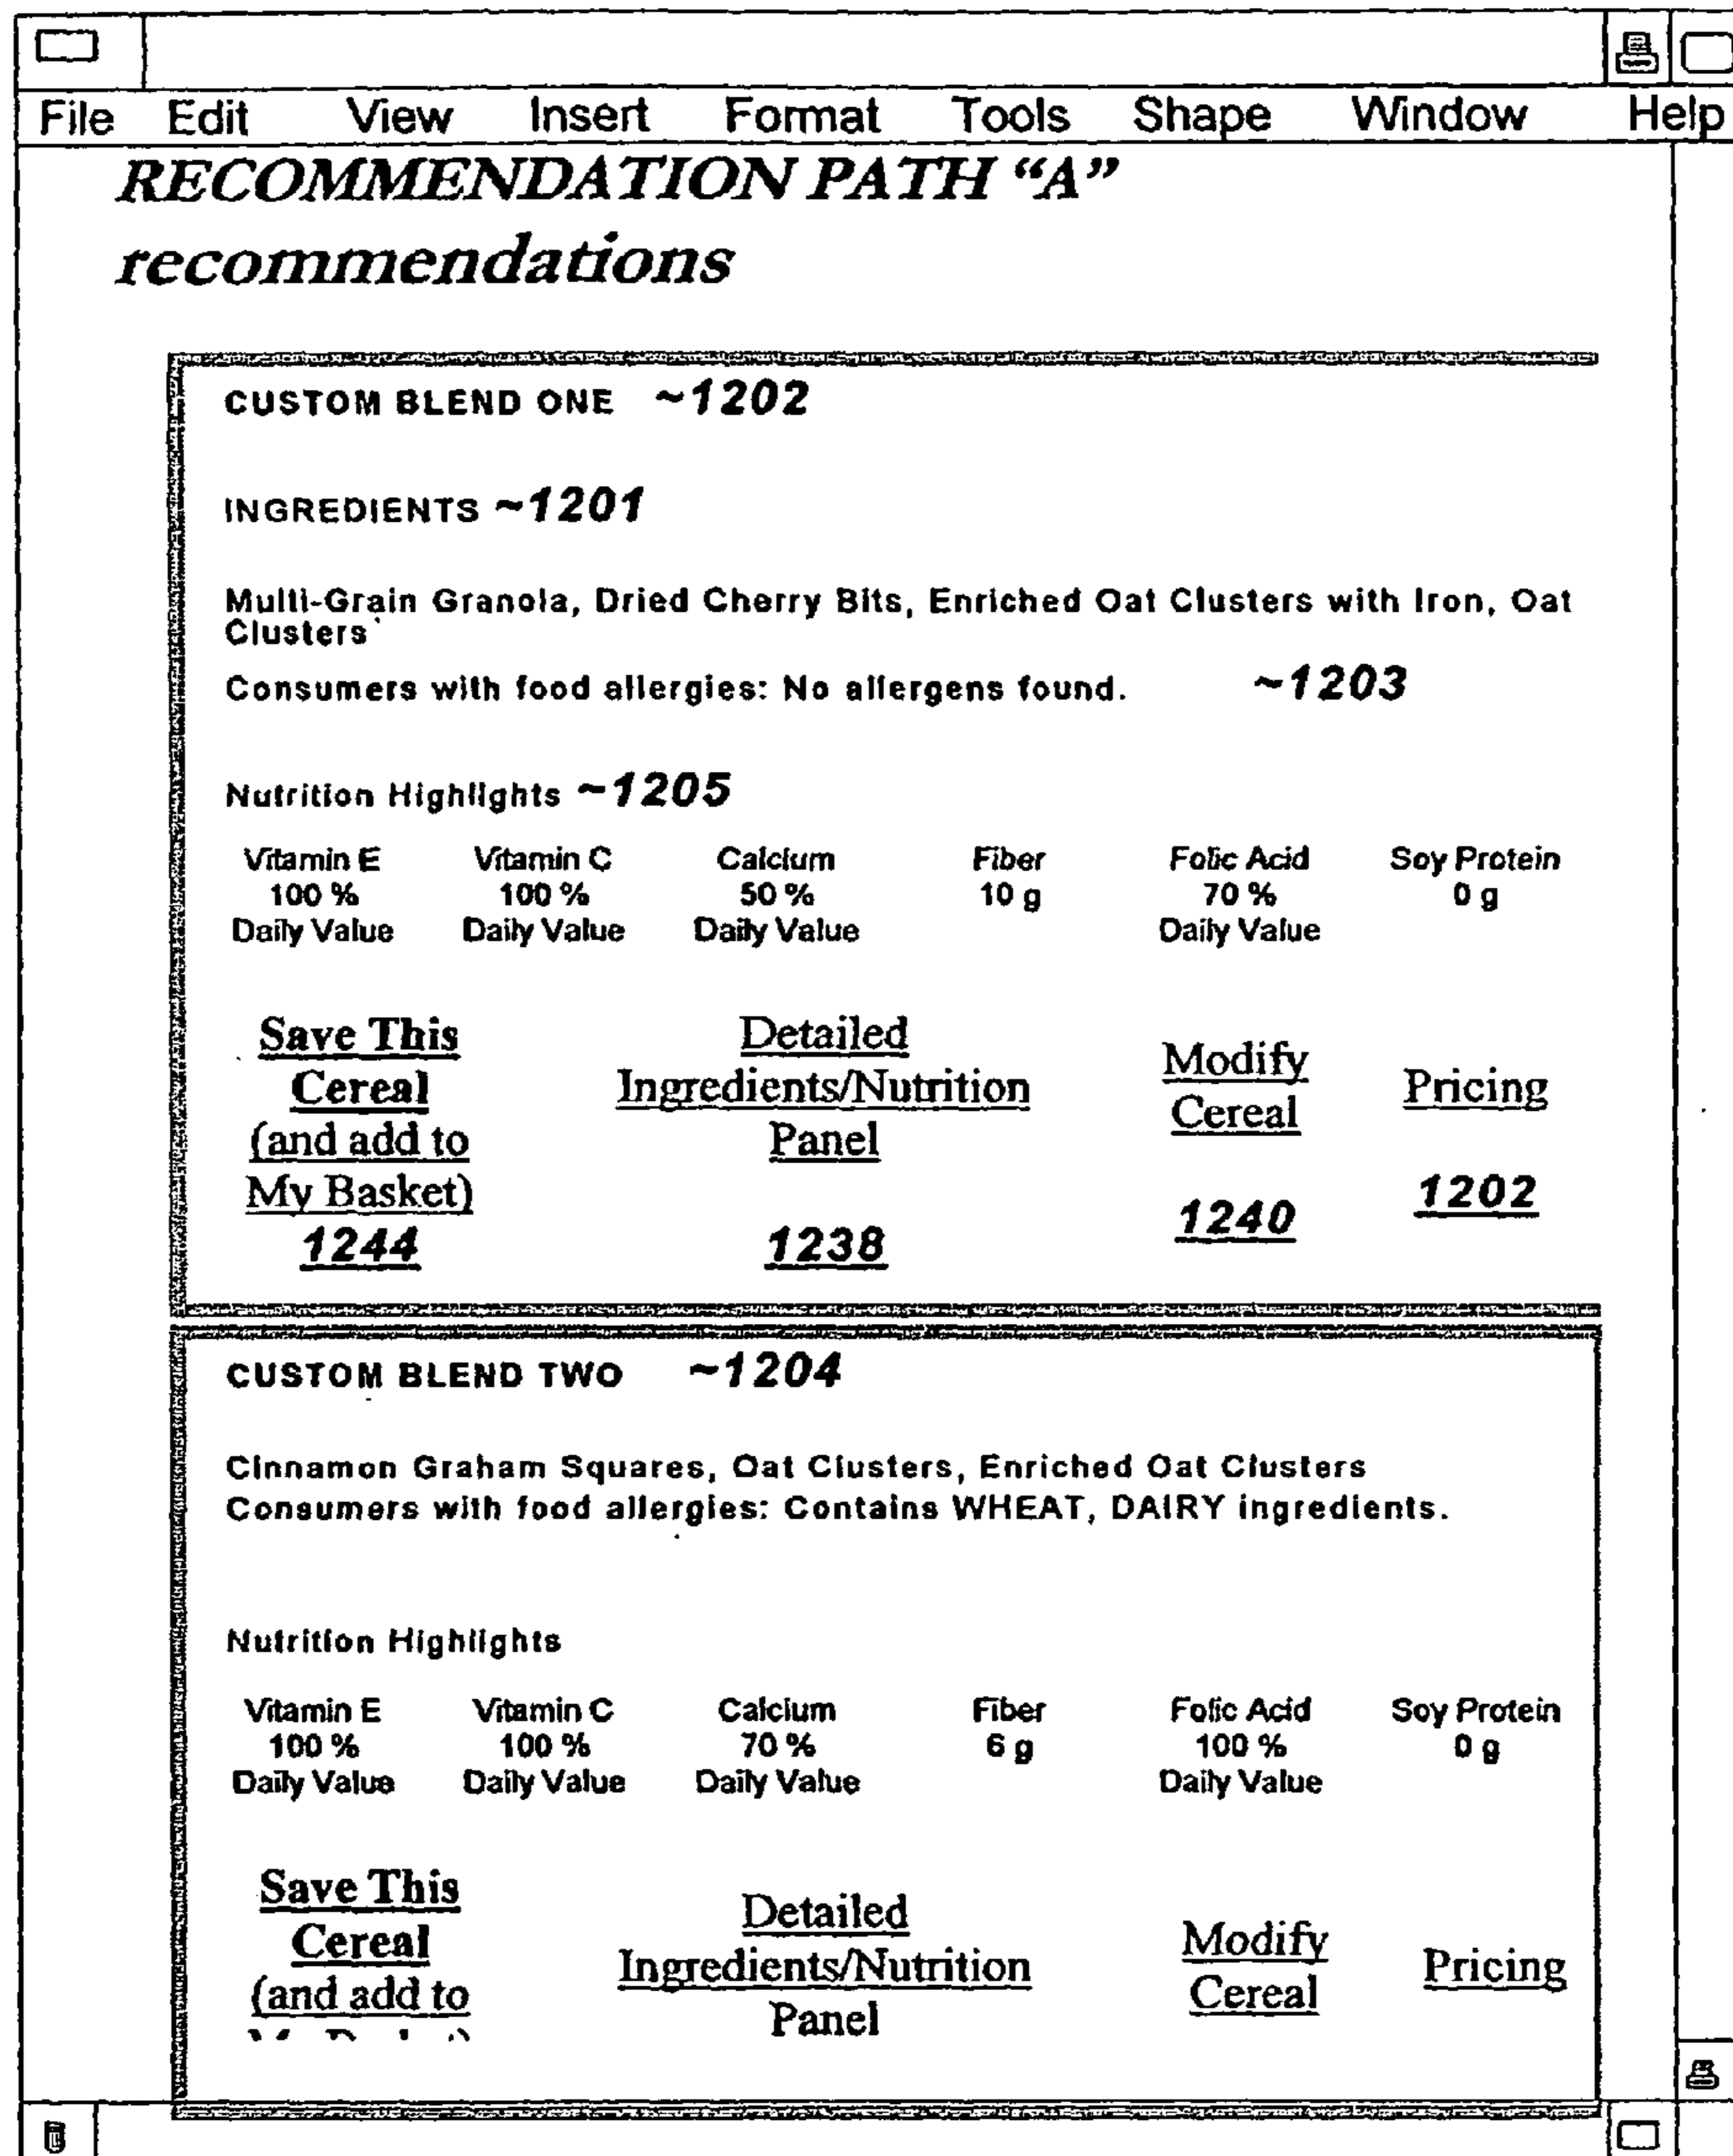 File Edit View Insert Format Tools Shape Window Help
RECOMMENDATION PATH “A”
recommendations
CUSTOM BLEND ONE ~1202
INGREDIENTS ~1201
Multi-Grain Granola, Dried Cherry Bits, Enriched Oat Clusters with Iron, Oat
Clusters
Consumers with food allergies: No allergens found. ~1203
Nutrition Highlights ~1205
Vitamin E Vitamin C Calcium Fiber Folic Acid Soy Protein
100 % 100 % 50 % 10 g 70 % 0 g
Daily Value Daily Value Daily Value Daily Value
Save This
Cereal
(and add to
My Basket)
1244
Detailed
Ingredients/Nutrition
Panel
1238
Modify
Cereal
1240
Pricing
1202
CUSTOM BLEND TWO ~1204
Cinnamon Graham Squares, Oat Clusters, Enriched Oat Clusters
Consumers with food allergies: Contains WHEAT, DAIRY ingredients.
Nutrition Highlights
Vitamin E Vitamin C Calcium Fiber Folic Acid Soy Protein
100 % 100 % 70 % 6 g 100 % 0 g
Daily Value Daily Value Daily Value Daily Value
Save This
Cereal
(and add to
Detailed
Ingredients/Nutrition
Panel
Modify
Cereal
Pricing